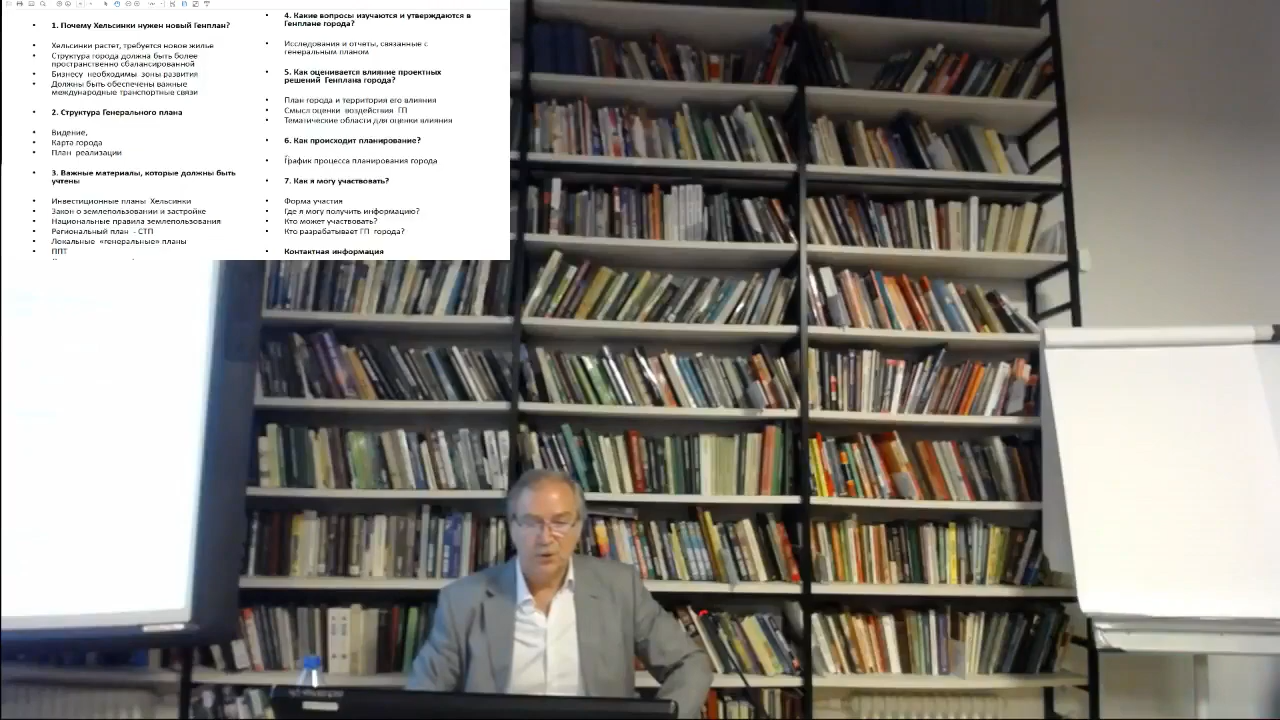 1. Почему Хельсинки нужен новый Генплан?
Хельсинки растет, требуется новое жилье
Структура города должна быть более
пространственно сбалансированной
Бизнесу необходимы зоны развития
Должны быть обеспечены важные
международные транспортные связи
2. Структура Генерального плана
Видение,
Карта города
План реализации
3. Важные материалы, которые должны быть
учтены
Инвестиционные планы Хельсинки
Закон о землепользовании и застройке
Национальные правила землепользования
Региональный план - СТП
Локальные «генеральные» планы
ППТ
4. Какие вопросы изучаются и утверждаются в
Генплане города?
Исследования и отчеты, связанные с
генеральным планом
5. Как оценивается влияние проектных
решений Генплана города?
План города и территория его влияния
Смысл оценки воздействия ГП
Тематические области для оценки влияния
6. Как происходит планирование?
График процесса планирования города
7. Как я могу участвовать?
Форма участия
Где я могу получить информацию?
Кто может участвовать?
Кто разрабатывает ГП города?
Контактная информация